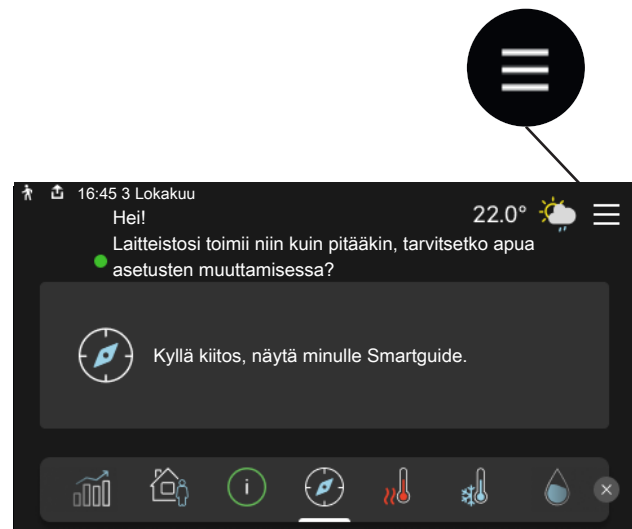 16:45 3 Lokakuu
Hei!
22.0°
Laitteistosi toimii niin kuin pitääkin, tarvitsetko apua
asetusten muuttamisessa?
Kyllä kiitos, näytä minulle Smartguide.
i